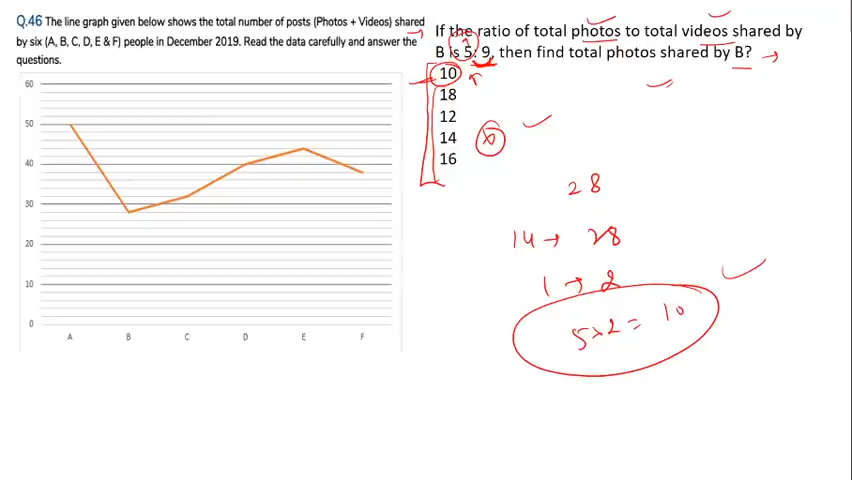 Q.46 The line graph given below shows the total number of posts (Photos + Videos) shared
by six (A, B, C, D, E & F) people in December 2019. Read the data carefully and answer the
questions.
60
50
40
30
20
10
0
A B C D E F
If the ratio of total photos to total videos shared by
B is 5: 9, then find total photos shared by B?
10
18
12
14
16
28
14 → 28
1 → 2
5×2 = 10